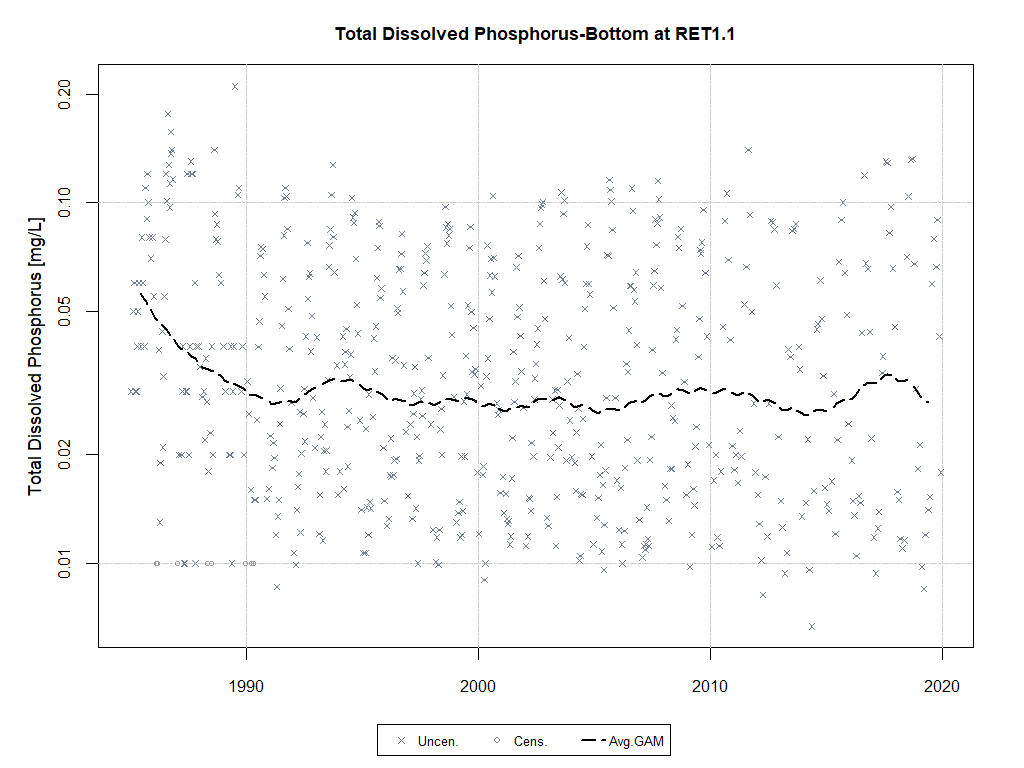 Total Dissolved Phosphorus-Bottom at RET1.1
Total Dissolved Phosphorus [mg/L]
0.20
0.10
0.05
0.02
0.01
1990 2000 2010 2020
Uncen. Cens. Avg.GAM